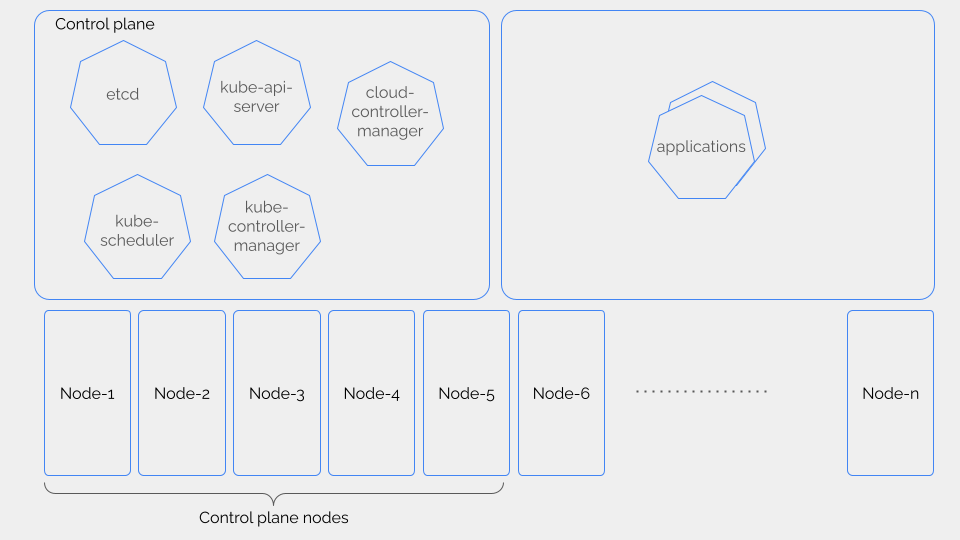 Control plane
etcd
kube-api-
server
cloud-
controller-
manager
kube-
scheduler
kube-
controller-
manager
applications
Node-1
Node-2
Node-3
Node-4
Node-5
Node-6
Node-n
Control plane nodes